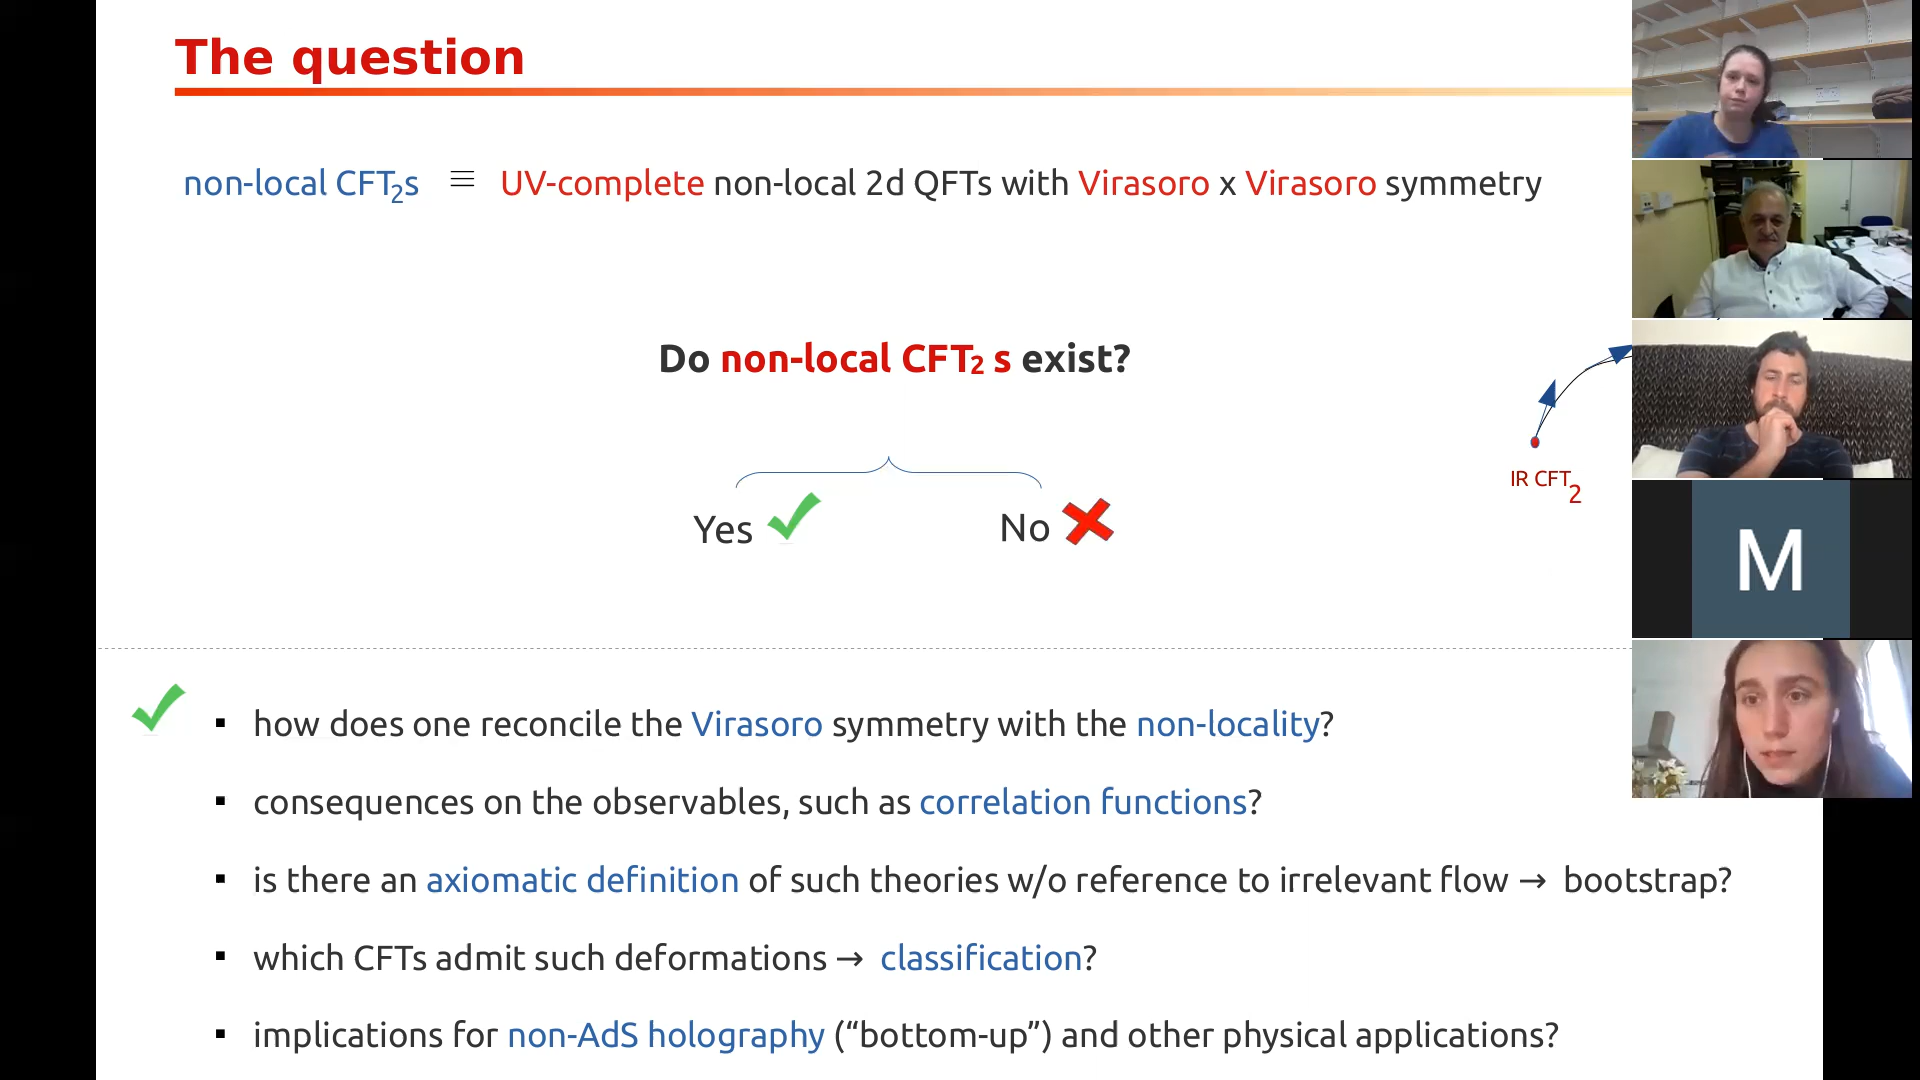 The question
non-local CFT2s ≡ UV-complete non-local 2d QFTs with Virasoro x Virasoro symmetry
Do non-local CFT2 s exist?
Yes No
IR CFT2
M
▪ how does one reconcile the Virasoro symmetry with the non-locality?
▪ consequences on the observables, such as correlation functions?
▪ is there an axiomatic definition of such theories w/o reference to irrelevant flow → bootstrap?
▪ which CFTs admit such deformations → classification?
▪ implications for non-AdS holography (“bottom-up”) and other physical applications?